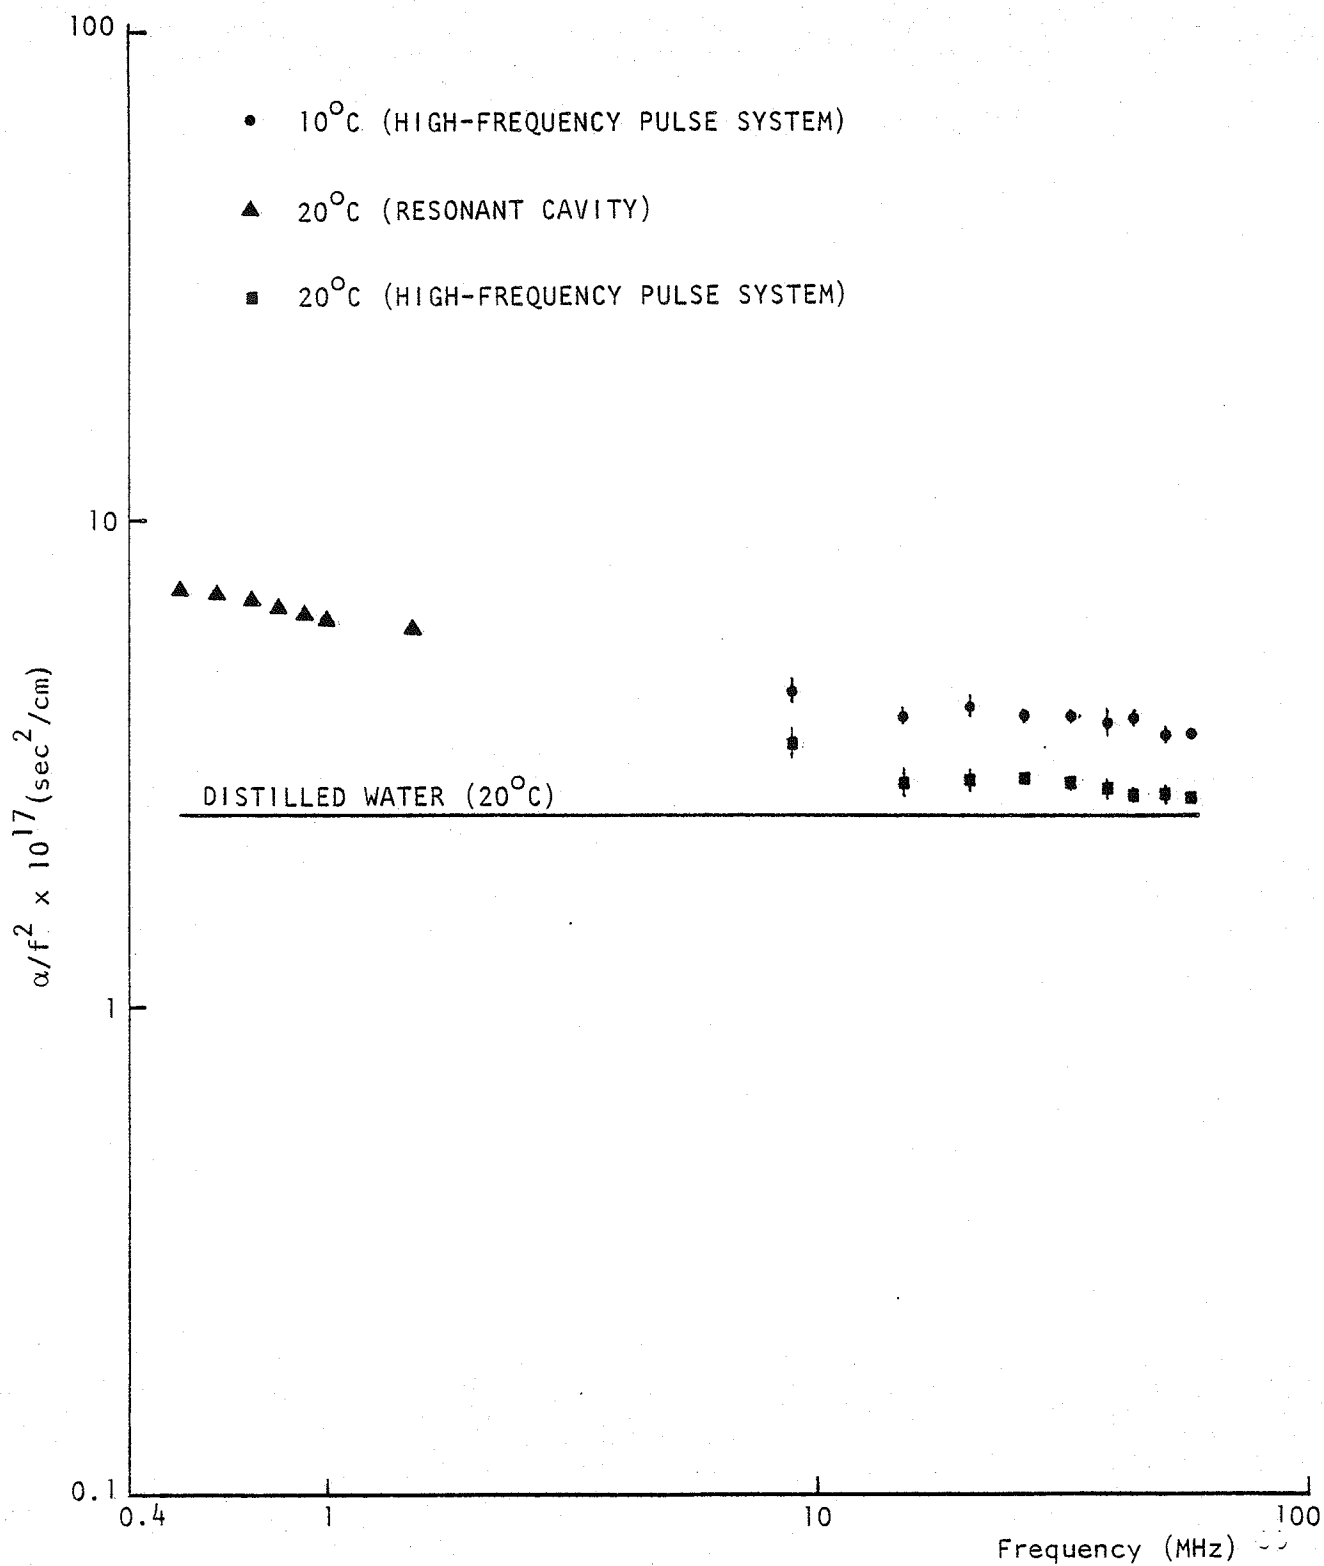 100
10°C (HIGH-FREQUENCY PULSE SYSTEM)
20°C (RESONANT CAVITY)
20°C (HIGH-FREQUENCY PULSE SYSTEM)
10
DISTILLED WATER (20°C)
α/f² x 10¹⁷ (sec²/cm)
1
0.1
0.4
1
10
100
Frequency (MHz)